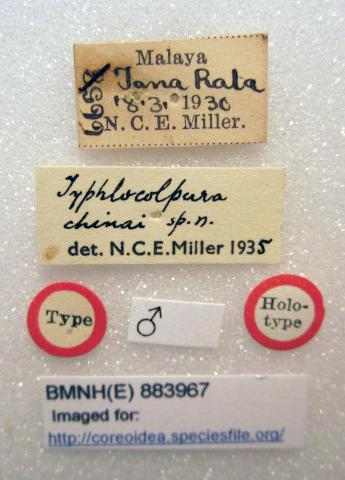 Malaya
Tana Rata
18.3.1930
N. C. E. Miller.
Typhlocolpura
chinai sp.n.
det. N.C.E.Miller 1935
Type
♂
Holo-
type
BMNH(E) 883967
Imaged for:
http://coreoidea.speciesfile.org/